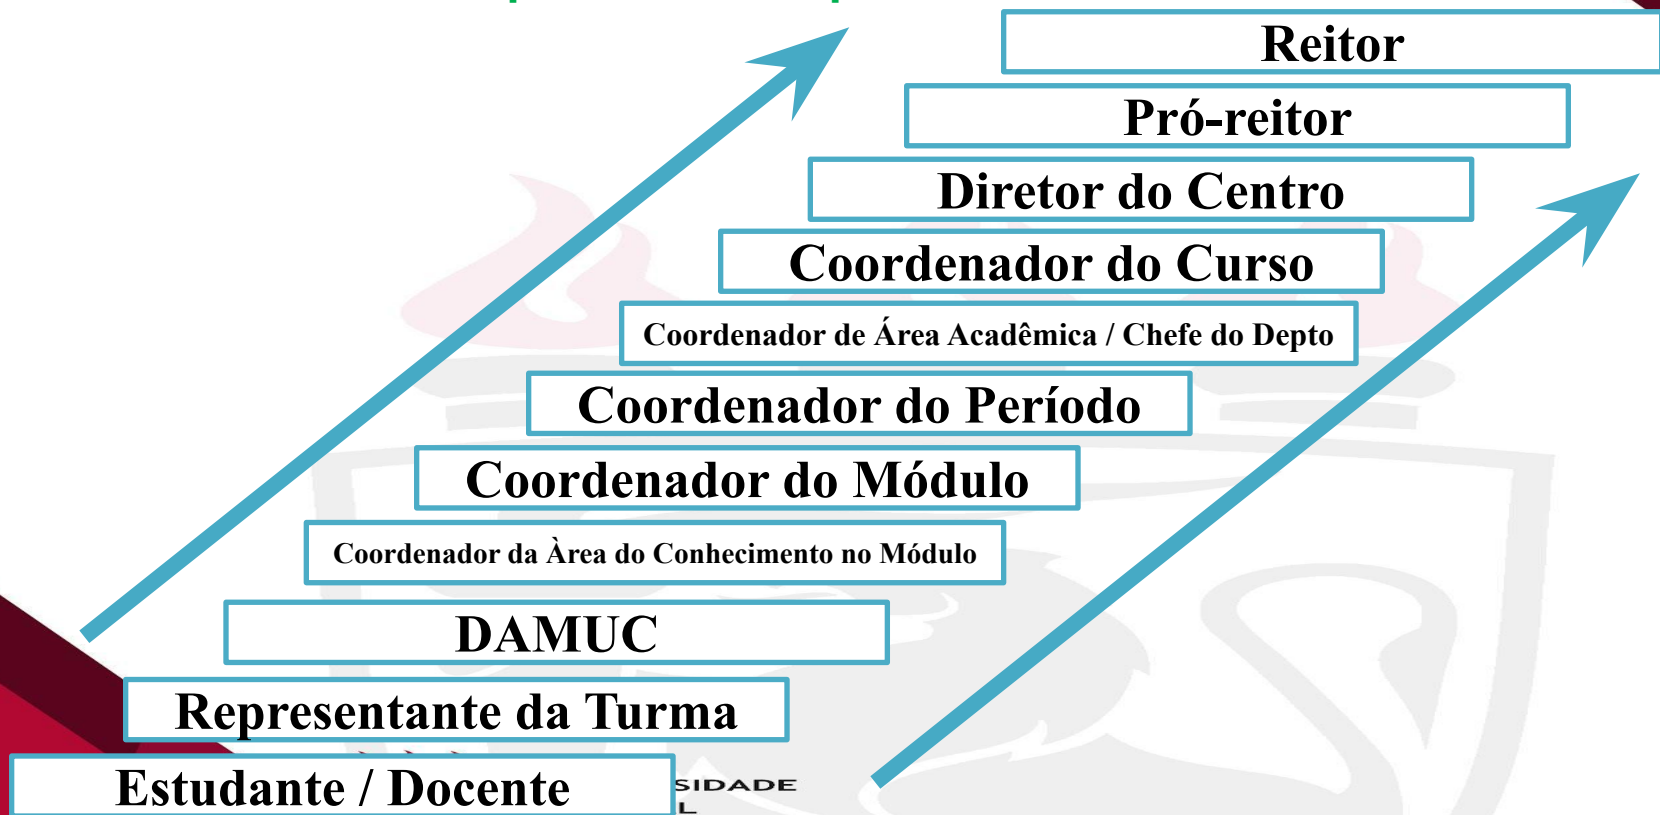 Reitor
Pró-reitor
Diretor do Centro
Coordenador do Curso
Coordenador de Área Acadêmica / Chefe do Depto
Coordenador do Período
Coordenador do Módulo
Coordenador da Àrea do Conhecimento no Módulo
DAMUC
Representante da Turma
Estudante / Docente
SIDADE
L